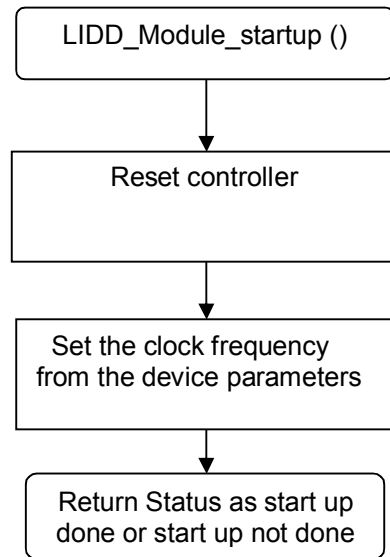 LIDD_Module_startup ()
Reset controller
Set the clock frequency
from the device parameters
Return Status as start up
done or start up not done